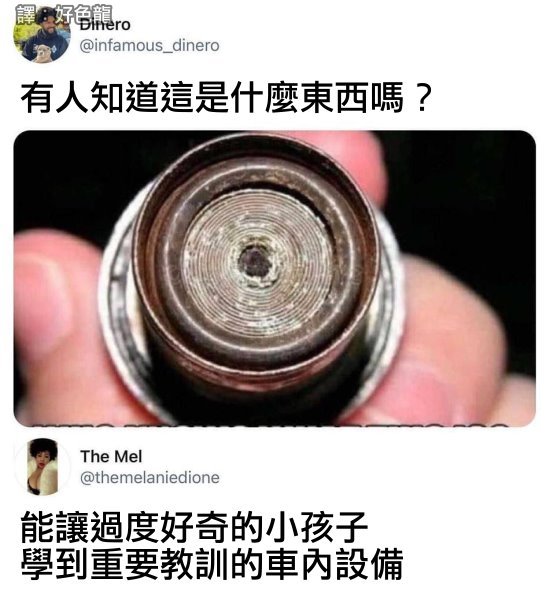 譯：好色龍
Dinero
@infamous_dinero
有人知道這是什麼東西嗎？
The Mel
@themelaniedione
能讓過度好奇的小孩子
學到重要教訓的車內設備